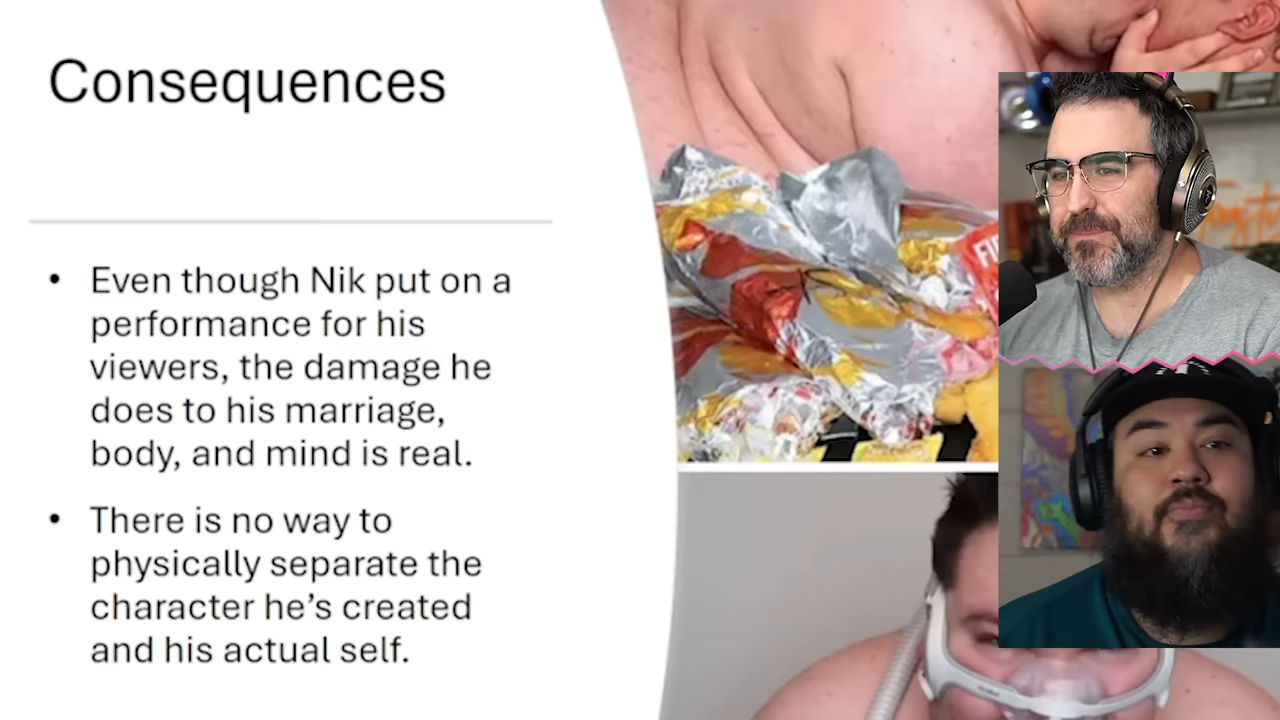 Consequences
• Even though Nik put on a
performance for his
viewers, the damage he
does to his marriage,
body, and mind is real.
• There is no way to
physically separate the
character he’s created
and his actual self.